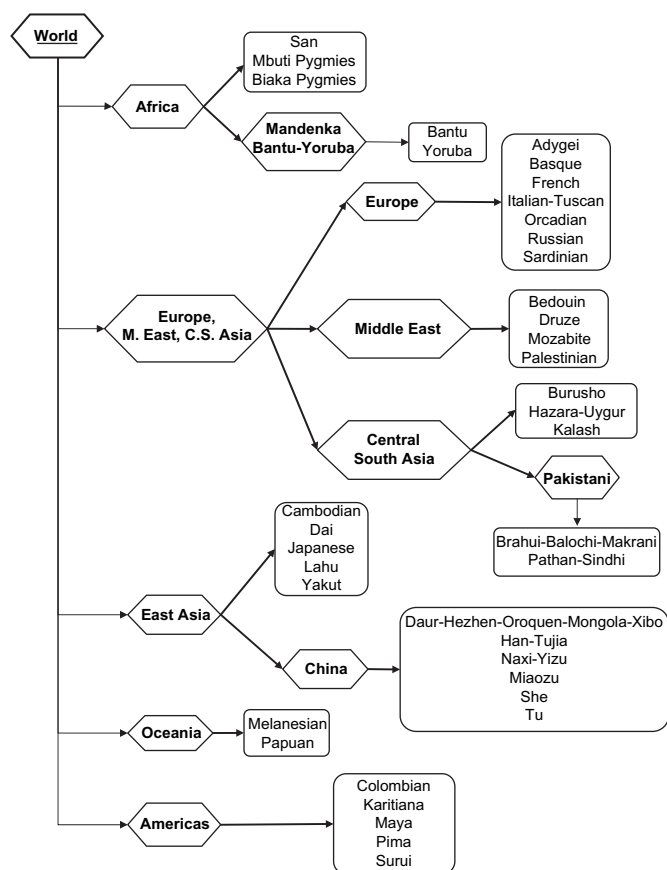 World
San
Mbuti Pygmies
Biaka Pygmies
Africa
Mandenka
Bantu-Yoruba
Bantu
Yoruba
Adygei
Basque
French
Italian-Tuscan
Orcadian
Russian
Sardinian
Europe
Europe,
M. East, C.S. Asia
Middle East
Bedouin
Druze
Mozabite
Palestinian
Central
South Asia
Burusho
Hazara-Uygur
Kalash
Pakistani
Brahui-Balochi-Makrani
Pathan-Sindhi
Cambodian
Dai
Japanese
Lahu
Yakut
East Asia
China
Daur-Hezhen-Oroquen-Mongola-Xibo
Han-Tujia
Naxi-Yizu
Miaozu
She
Tu
Oceania
Melanesian
Papuan
Americas
Colombian
Karitiana
Maya
Pima
Surui